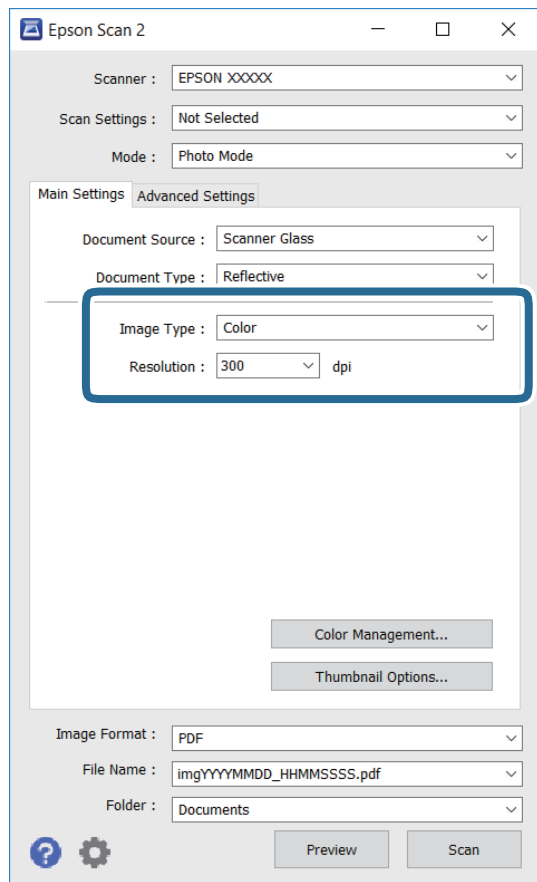 Epson Scan 2
Scanner : EPSON XXXXX
Scan Settings : Not Selected
Mode : Photo Mode
Main Settings Advanced Settings
Document Source : Scanner Glass
Document Type : Reflective
Image Type : Color
Resolution : 300 dpi
Color Management...
Thumbnail Options...
Image Format : PDF
File Name : imgYYYYMMDD_HHMMSSSS.pdf
Folder : Documents
? Preview Scan